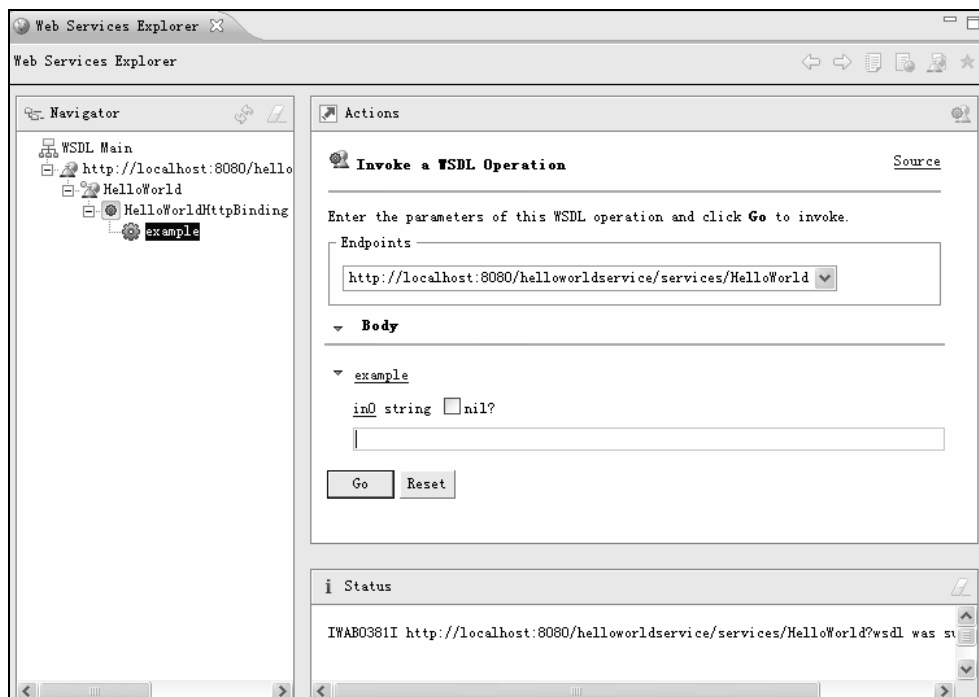 Web Services Explorer
Web Services Explorer
Navigator
WSDL Main
http://localhost:8080/hello
HelloWorld
HelloWorldHttpBinding
example
Actions
Invoke a WSDL Operation
Source
Enter the parameters of this WSDL operation and click Go to invoke.
Endpoints
http://localhost:8080/helloworldservice/services/HelloWorld
Body
example
in0 string nil?
Go Reset
i Status
IWAB0381I http://localhost:8080/helloworldservice/services/HelloWorld?wsdl was